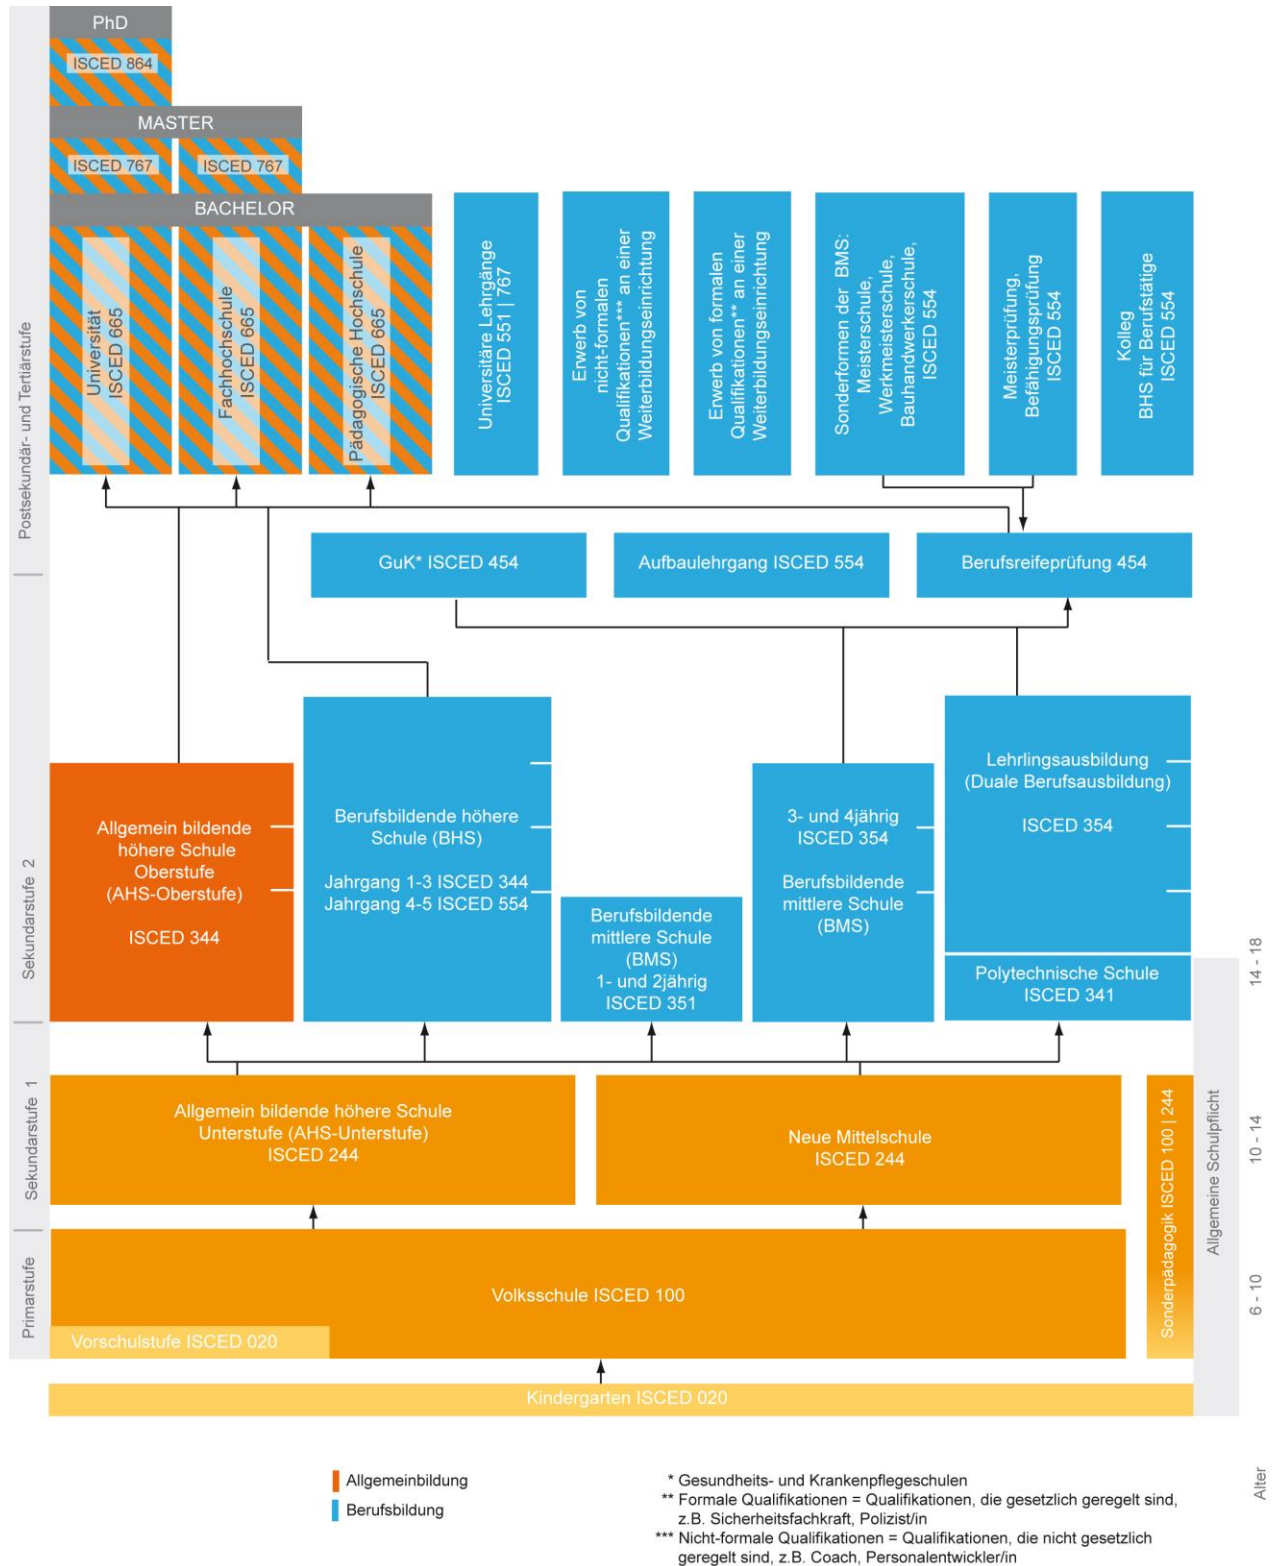 PhD
ISCED 864
MASTER
ISCED 767
ISCED 767
BACHELOR
Universität
ISCED 665
Fachhochschule
ISCED 665
Pädagogische Hochschule
ISCED 665
Universitäre Lehrgänge
ISCED 551 | 767
Erwerb von
nicht-formalen
Qualifikationen*** an einer
Weiterbildungseinrichtung
Erwerb von formalen
Qualifikationen** an einer
Weiterbildungseinrichtung
Sonderformen der BMS:
Meisterschule,
Werkmeisterschule,
Bauhandwerkerschule,
ISCED 554
Meisterprüfung,
Befähigungsprüfung
ISCED 554
Kolleg
BHS für Berufstätige
ISCED 554
Postsekundär- und Tertiärstufe
GuK* ISCED 454
Aufbaulehrgang ISCED 554
Berufsreifeprüfung 454
Sekundarstufe 2
Allgemein bildende
höhere Schule
Oberstufe
(AHS-Oberstufe)
ISCED 344
Berufsbildende höhere
Schule (BHS)
Jahrgang 1-3 ISCED 344
Jahrgang 4-5 ISCED 554
Berufsbildende
mittlere Schule
(BMS)
1- und 2jährig
ISCED 351
3- und 4jährig
ISCED 354
Berufsbildende
mittlere Schule
(BMS)
Lehrlingsausbildung
(Duale Berufsausbildung)
ISCED 354
Polytechnische Schule
ISCED 341
14 - 18
Sekundarstufe 1
Allgemein bildende höhere Schule
Unterstufe (AHS-Unterstufe)
ISCED 244
Neue Mittelschule
ISCED 244
Sonderpädagogik ISCED 100 | 244
Allgemeine Schulpflicht
10 - 14
Primarstufe
Volksschule ISCED 100
Vorschulstufe ISCED 020
6 - 10
Kindergarten ISCED 020
Alter
Allgemeinbildung
Berufsbildung
* Gesundheits- und Krankenpflegeschulen
** Formale Qualifikationen = Qualifikationen, die gesetzlich geregelt sind,
z.B. Sicherheitsfachkraft, Polizist/in
*** Nicht-formale Qualifikationen = Qualifikationen, die nicht gesetzlich
geregelt sind, z.B. Coach, Personalentwickler/in